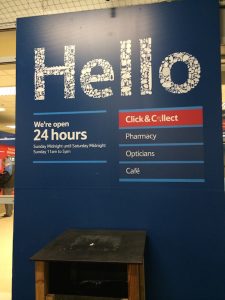 Hello
We're open
24 hours
Sunday Midnight until Saturday Midnight
Sunday 11am to 5pm
Click & Collect
Pharmacy
Opticians
Café